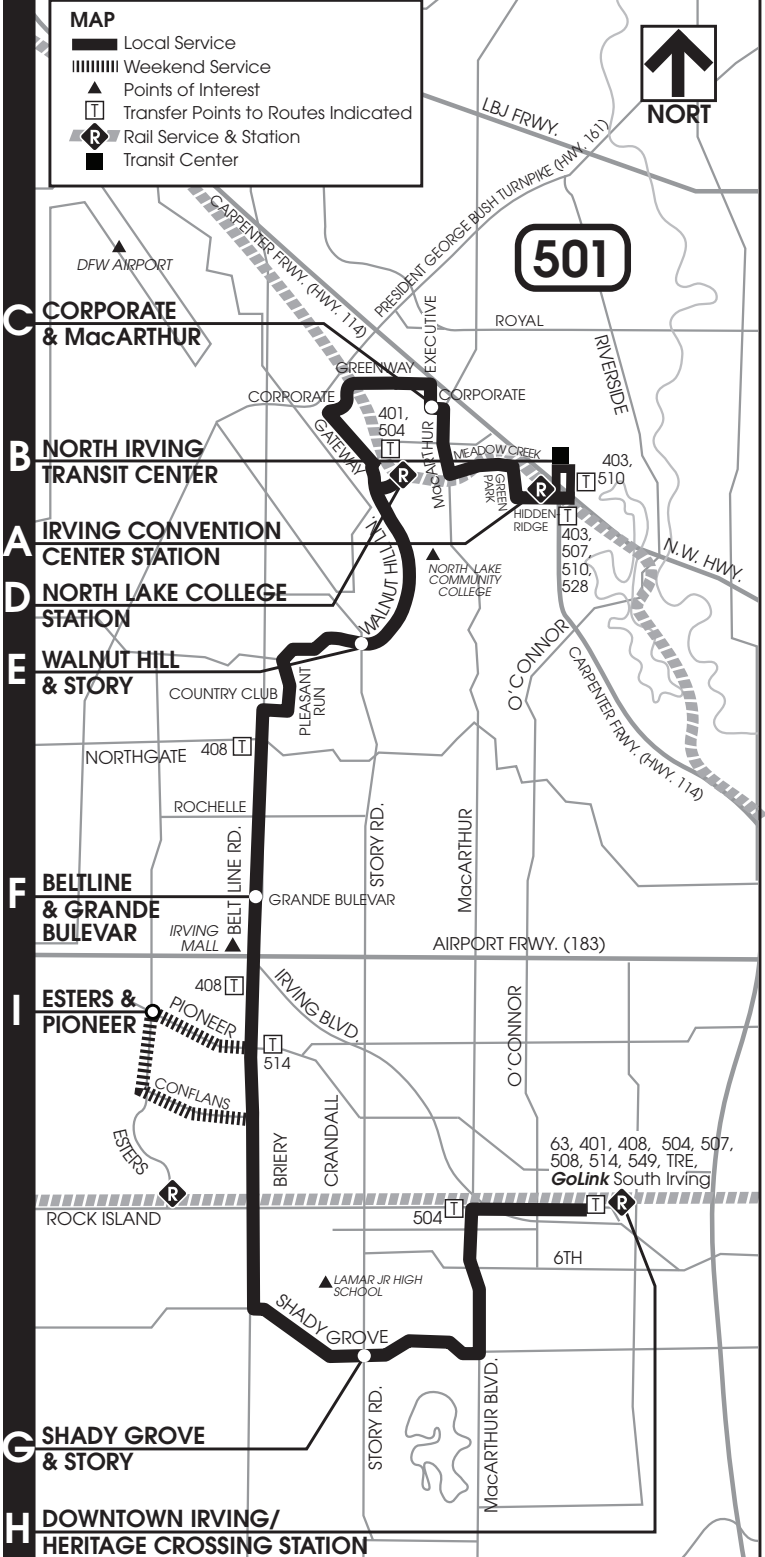 MAP
Local Service
Weekend Service
Points of Interest
T Transfer Points to Routes Indicated
R Rail Service & Station
Transit Center
NORT
LBJ FRWY.
PRESIDENT GEORGE BUSH TURNPIKE (HWY. 161)
CARPENTER FRWY. (HWY. 114)
DFW AIRPORT
501
C CORPORATE
& MacARTHUR
EXECUTIVE
ROYAL
RIVERSIDE
GREENWAY
CORPORATE
CORPORATE
401,
504
T
GATEWAY
MacARTHUR
MEADOW CREEK
B NORTH IRVING
TRANSIT CENTER
R
R
T
403,
510
GREEN
PARK
HIDDEN
RIDGE
T
403,
507,
510,
528
A IRVING CONVENTION
CENTER STATION
N.W. HWY.
WALNUT HILL LN.
NORTH LAKE
COMMUNITY
COLLEGE
D NORTH LAKE COLLEGE
STATION
O'CONNOR
CARPENTER FRWY. (HWY. 114)
E WALNUT HILL
& STORY
COUNTRY CLUB
PLEASANT
RUN
NORTHGATE
408 T
ROCHELLE
BELT LINE RD.
STORY RD.
MacARTHUR
F BELTLINE
& GRANDE
BULEVAR
GRANDE BULEVAR
IRVING
MALL
AIRPORT FRWY. (183)
408 T
IRVING BLVD.
O'CONNOR
I ESTERS &
PIONEER
PIONEER
T
514
CONFLANS
ESTERS
BRIERY
CRANDALL
63, 401, 408, 504, 507,
508, 514, 549, TRE,
GoLink South Irving
R
ROCK ISLAND
504 T
T R
6TH
LAMAR JR HIGH
SCHOOL
SHADY GROVE
STORY RD.
MacARTHUR BLVD.
G SHADY GROVE
& STORY
H DOWNTOWN IRVING/
HERITAGE CROSSING STATION